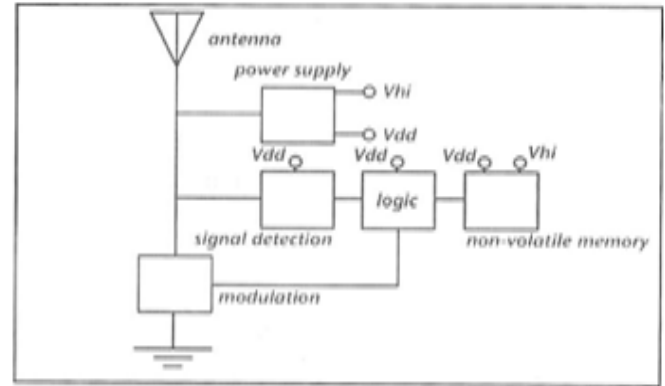 antenna
power supply
Vhi
Vdd
Vdd
Vdd
Vdd
Vhi
logic
signal detection
non-volatile memory
modulation